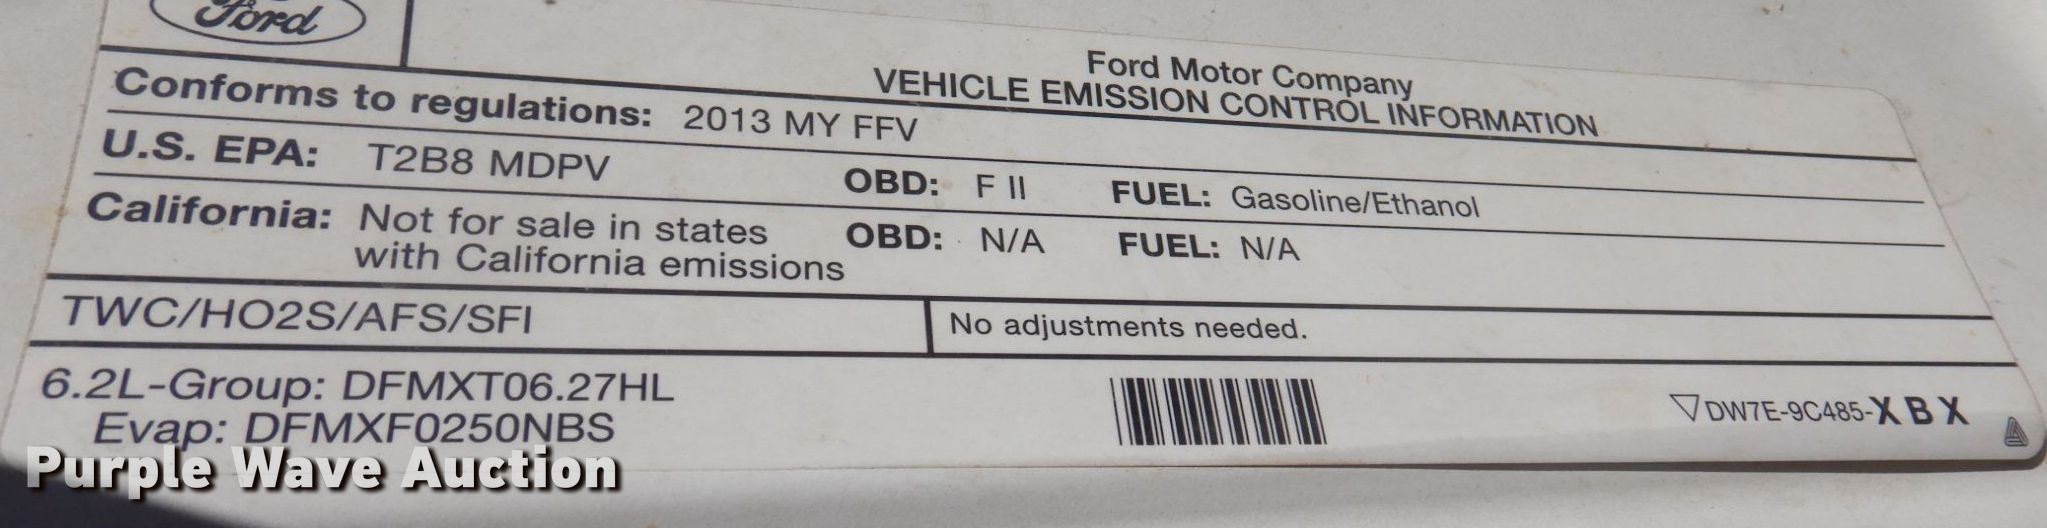 Ford
Ford Motor Company
VEHICLE EMISSION CONTROL INFORMATION
Conforms to regulations: 2013 MY FFV
U.S. EPA: T2B8 MDPV OBD: F II FUEL: Gasoline/Ethanol
California: Not for sale in states OBD: N/A FUEL: N/A
with California emissions
TWC/HO2S/AFS/SFI No adjustments needed.
6.2L-Group: DFMXT06.27HL
Evap: DFMXF0250NBS
DW7E-9C485-XBX
Purple Wave Auction